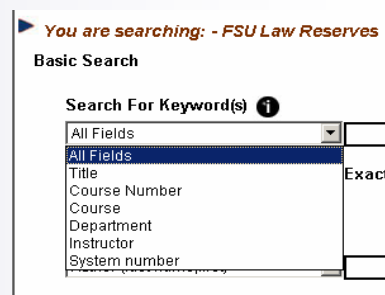 You are searching: - FSU Law Reserves
Basic Search
Search For Keyword(s) i
All Fields
All Fields
Title
Exact
Course Number
Course
Department
Instructor
System number